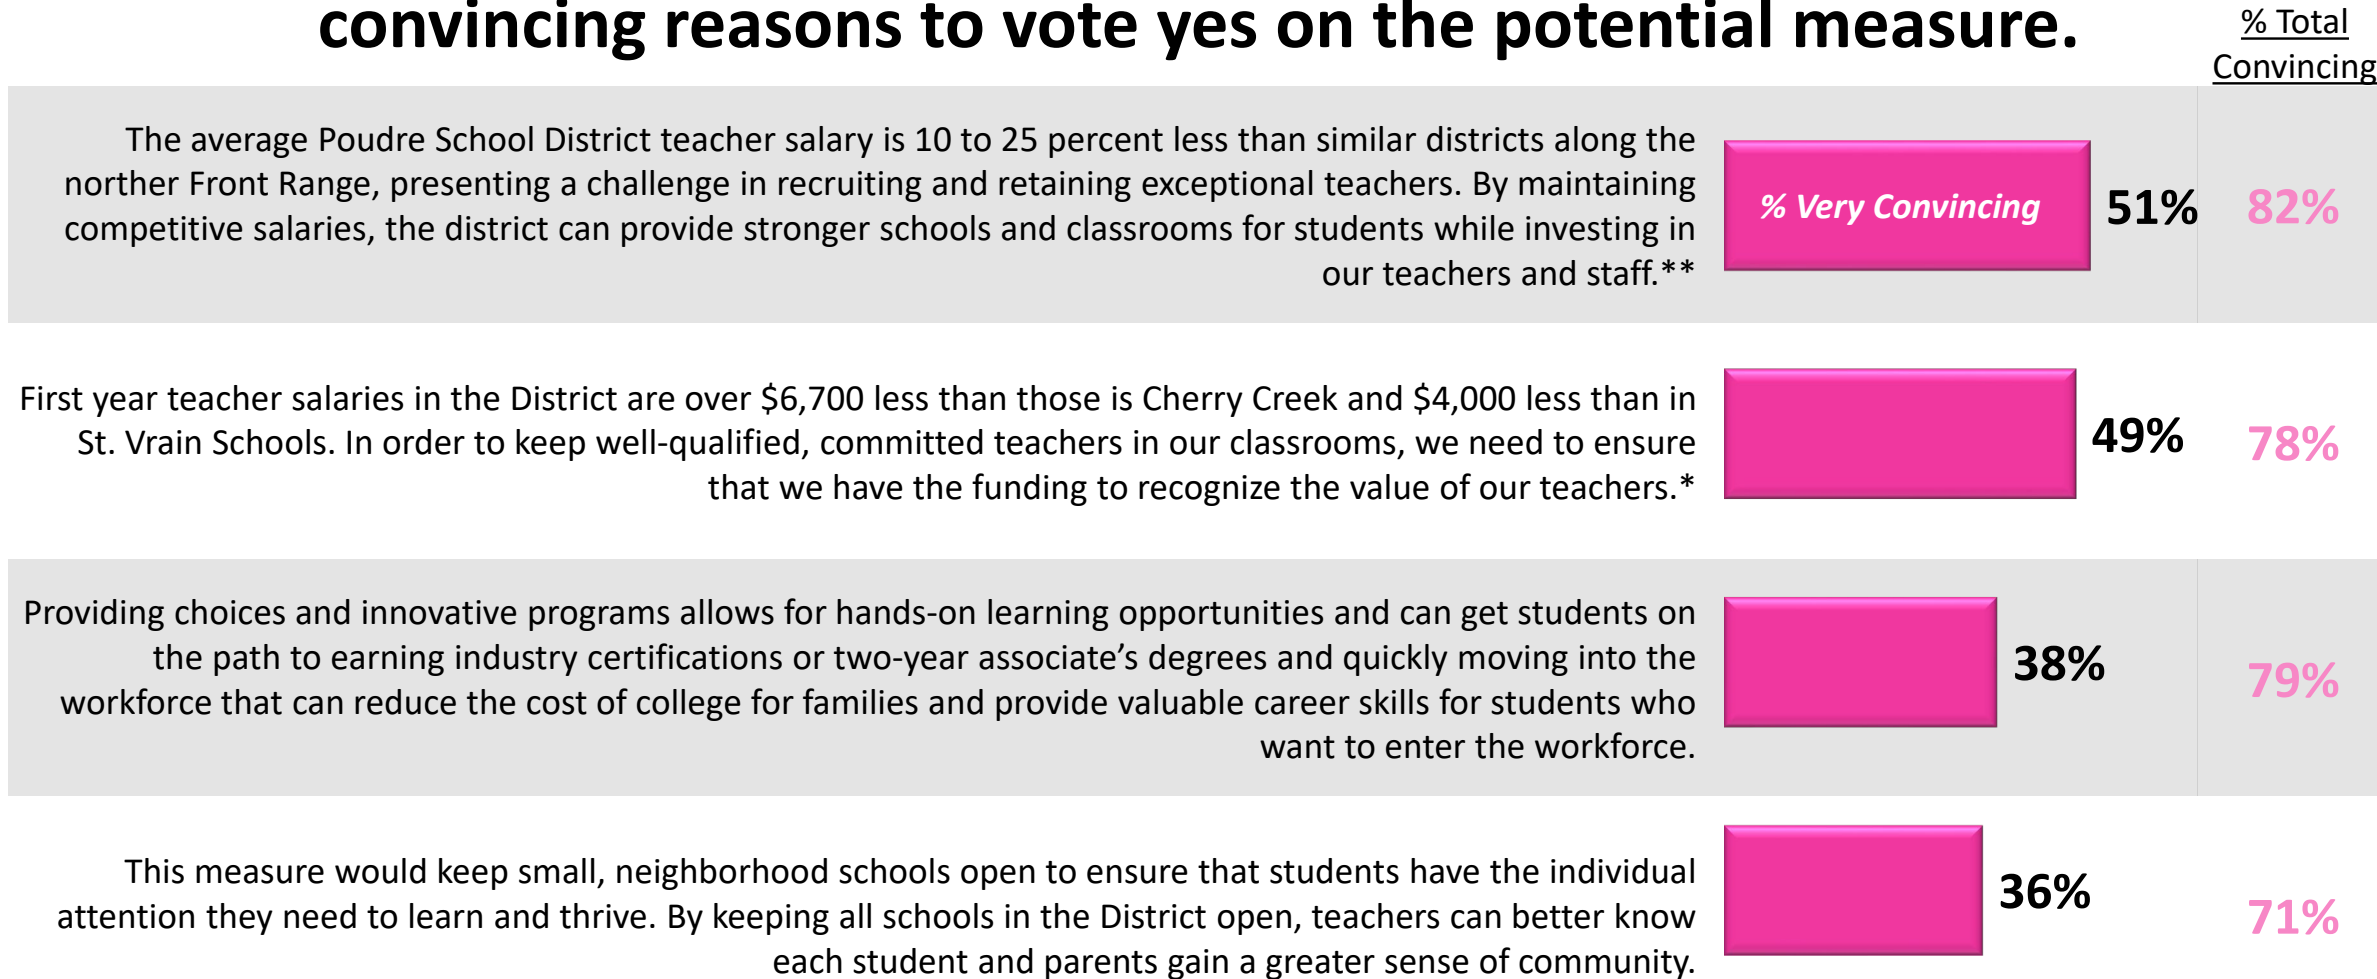 convincing reasons to vote yes on the potential measure.
% Total
Convincing
The average Poudre School District teacher salary is 10 to 25 percent less than similar districts along the
norther Front Range, presenting a challenge in recruiting and retaining exceptional teachers. By maintaining
competitive salaries, the district can provide stronger schools and classrooms for students while investing in
our teachers and staff.**
% Very Convincing
51%
82%
First year teacher salaries in the District are over $6,700 less than those is Cherry Creek and $4,000 less than in
St. Vrain Schools. In order to keep well-qualified, committed teachers in our classrooms, we need to ensure
that we have the funding to recognize the value of our teachers.*
49%
78%
Providing choices and innovative programs allows for hands-on learning opportunities and can get students on
the path to earning industry certifications or two-year associate’s degrees and quickly moving into the
workforce that can reduce the cost of college for families and provide valuable career skills for students who
want to enter the workforce.
38%
79%
This measure would keep small, neighborhood schools open to ensure that students have the individual
attention they need to learn and thrive. By keeping all schools in the District open, teachers can better know
each student and parents gain a greater sense of community.
36%
71%